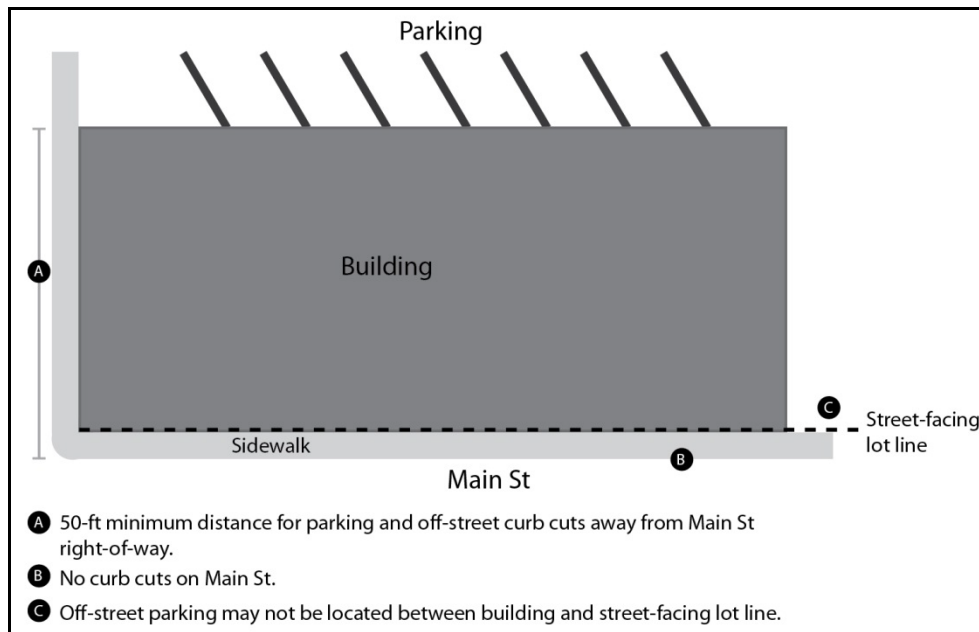 Parking
Building
A
C
Street-facing
lot line
Sidewalk
B
Main St
A 50-ft minimum distance for parking and off-street curb cuts away from Main St
right-of-way.
B No curb cuts on Main St.
C Off-street parking may not be located between building and street-facing lot line.